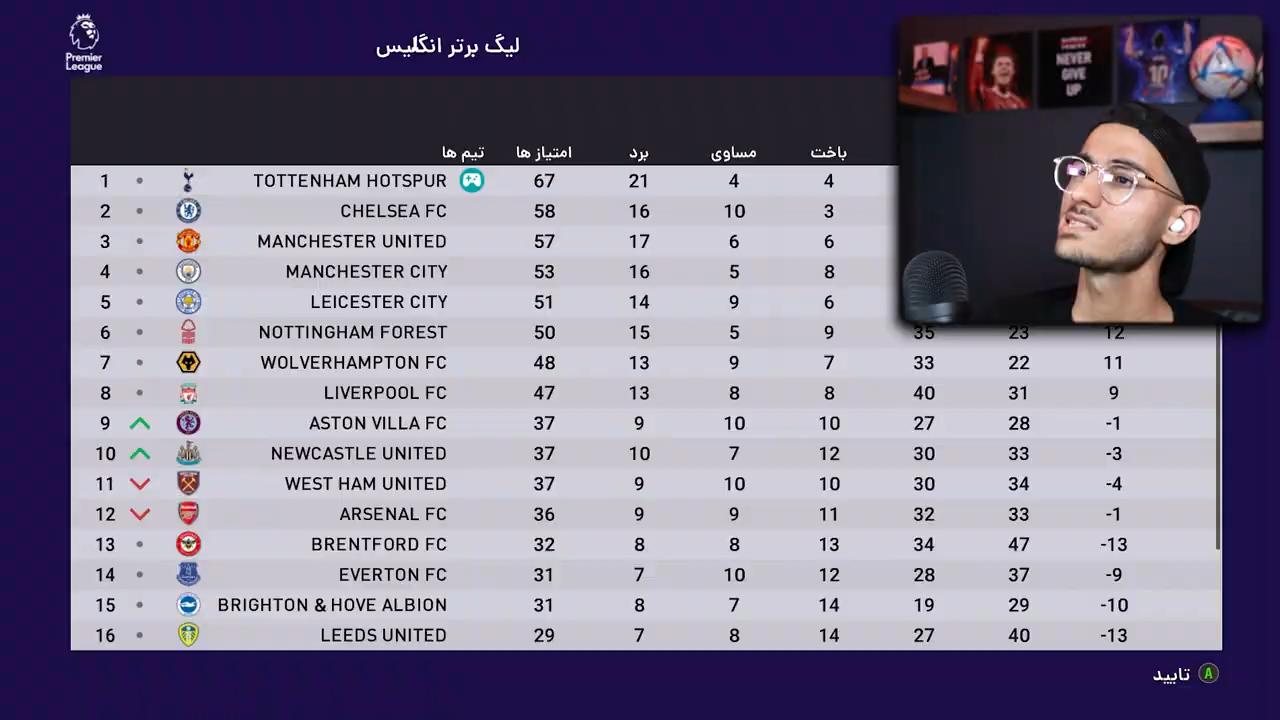 Premier
League
لیگ برتر انگلیس
NEVER
GIVE
UP
10
تیم ها امتیاز ها برد مساوی باخت
1 TOTTENHAM HOTSPUR 67 21 4 4
2 CHELSEA FC 58 16 10 3
3 MANCHESTER UNITED 57 17 6 6
4 MANCHESTER CITY 53 16 5 8
5 LEICESTER CITY 51 14 9 6
6 NOTTINGHAM FOREST 50 15 5 9 35 23 12
7 WOLVERHAMPTON FC 48 13 9 7 33 22 11
8 LIVERPOOL FC 47 13 8 8 40 31 9
9 ASTON VILLA FC 37 9 10 10 27 28 -1
10 NEWCASTLE UNITED 37 10 7 12 30 33 -3
11 WEST HAM UNITED 37 9 10 10 30 34 -4
12 ARSENAL FC 36 9 9 11 32 33 -1
13 BRENTFORD FC 32 8 8 13 34 47 -13
14 EVERTON FC 31 7 10 12 28 37 -9
15 BRIGHTON & HOVE ALBION 31 8 7 14 19 29 -10
16 LEEDS UNITED 29 7 8 14 27 40 -13
تایید A